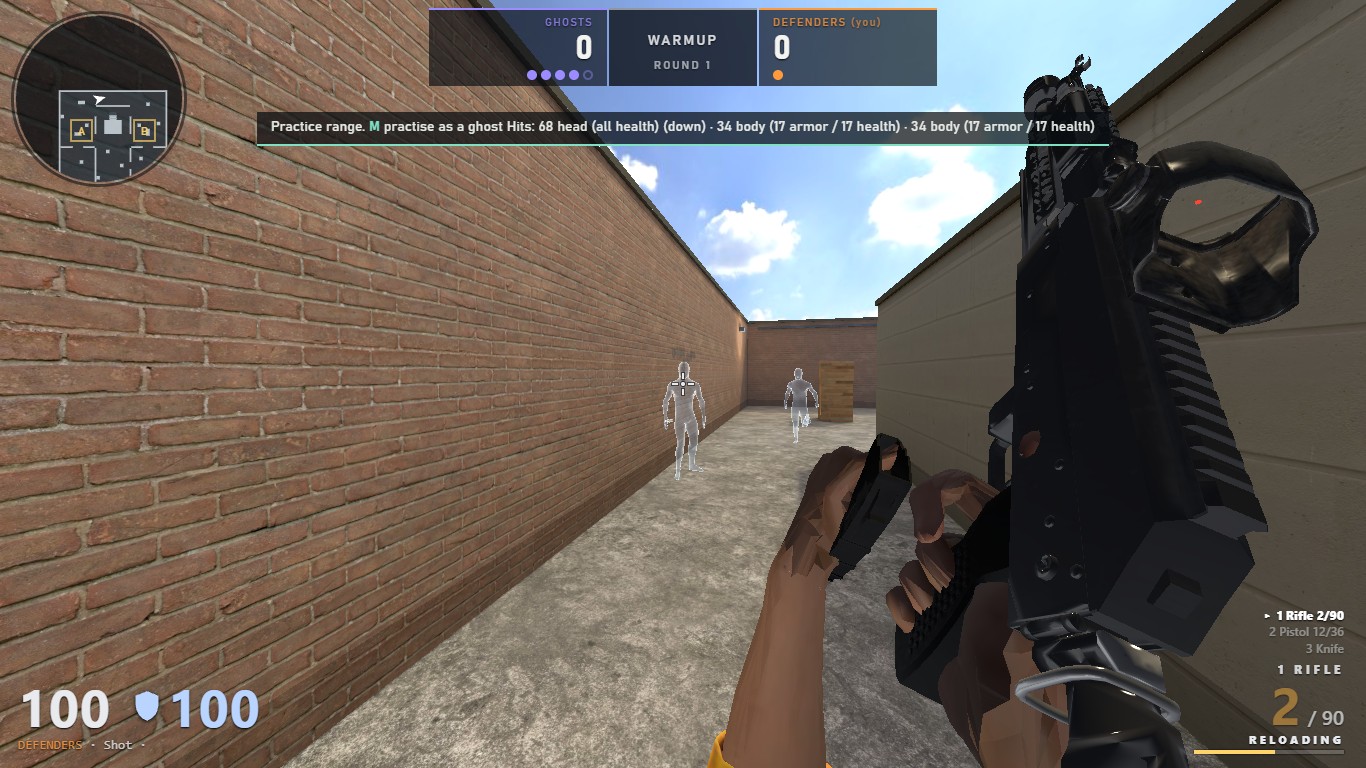 GHOSTS
0
WARMUP
ROUND 1
DEFENDERS (you)
0
Practice range. M practise as a ghost Hits: 68 head (all health) (down) · 34 body (17 armor / 17 health) · 34 body (17 armor / 17 health)
A
B
1 Rifle 2/90
2 Pistol 12/36
3 Knife
1 RIFLE
2 / 90
RELOADING
100 100
DEFENDERS · Shot ·